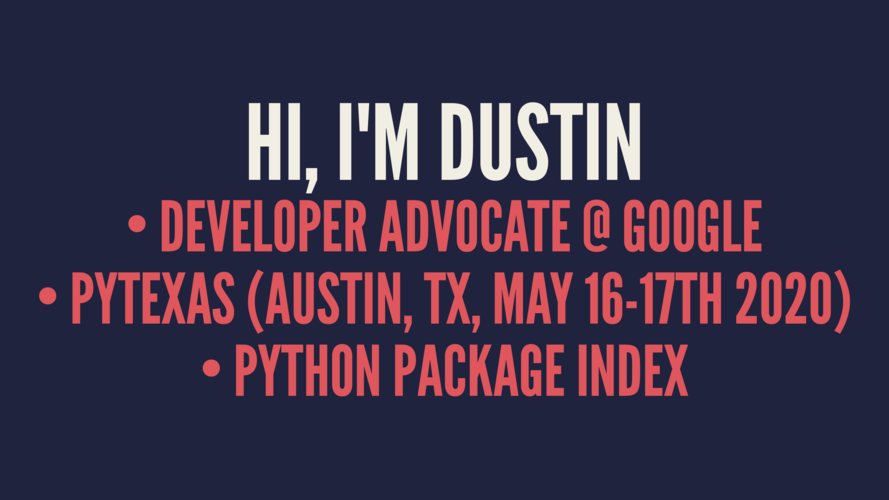 HI, I'M DUSTIN
• DEVELOPER ADVOCATE @ GOOGLE
• PYTEXAS (AUSTIN, TX, MAY 16-17TH 2020)
• PYTHON PACKAGE INDEX